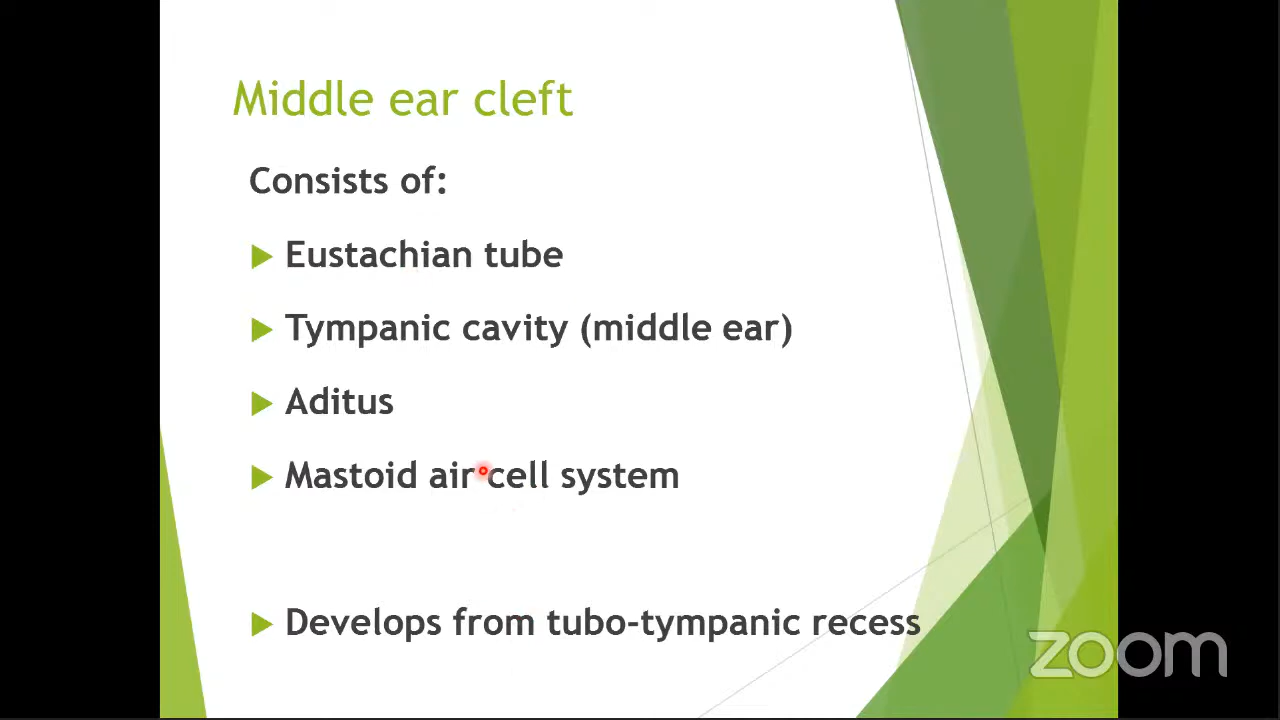 Middle ear cleft
Consists of:
Eustachian tube
Tympanic cavity (middle ear)
Aditus
Mastoid air cell system
Develops from tubo-tympanic recess
zoom